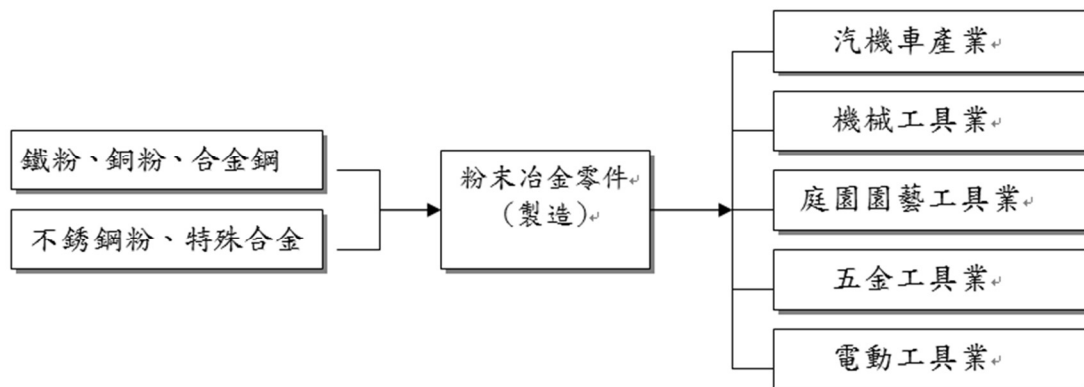 鐵粉、銅粉、合金鋼
不銹鋼粉、特殊合金
粉末冶金零件
(製造)
汽機車產業
機械工具業
庭園園藝工具業
五金工具業
電動工具業